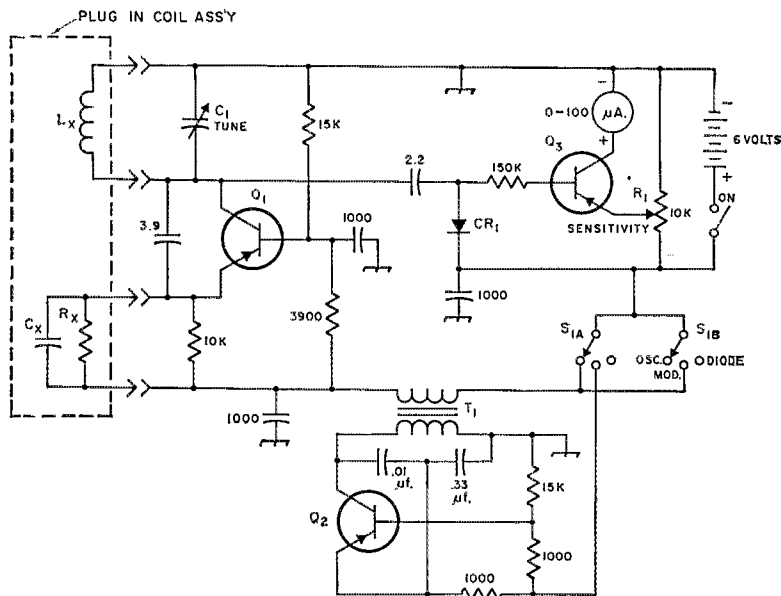 PLUG IN COIL ASS'Y
LX
C1
TUNE
15K
0-100
μA.
−
+
−
+
6 VOLTS
ON
Q3
2.2
150K
R1
10K
SENSITIVITY
Q1
3.9
1000
CR1
1000
CX
RX
10K
3900
S1A
S1B
OSC.
MOD.
DIODE
1000
T1
.01
μf.
.33
μf.
15K
Q2
1000
1000